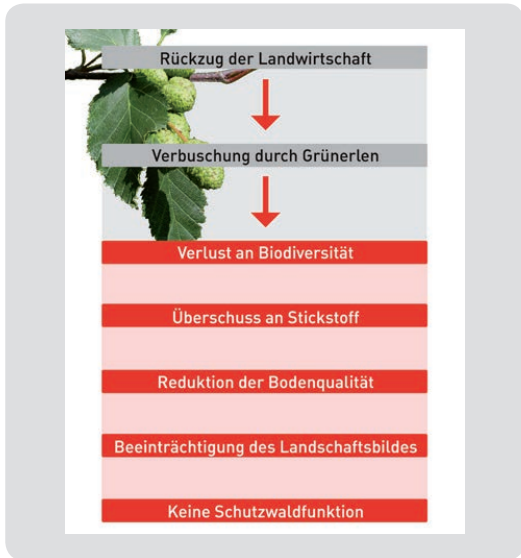 Rückzug der Landwirtschaft
Verbuschung durch Grünerlen
Verlust an Biodiversität
Überschuss an Stickstoff
Reduktion der Bodenqualität
Beeinträchtigung des Landschaftsbildes
Keine Schutzwaldfunktion